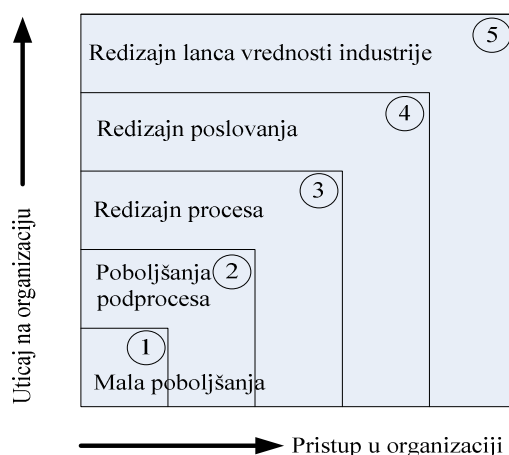 5
Redizajn lanca vrednosti industrije
4
Redizajn poslovanja
3
Redizajn procesa
Poboljšanja 2
podprocesa
1
Mala poboljšanja
Uticaj na organizaciju
Pristup u organizaciji